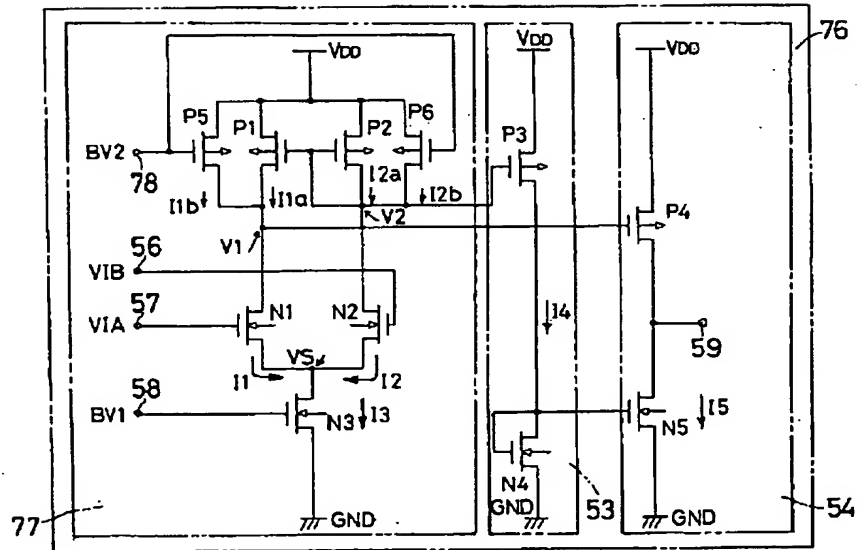 76
VDD
VDD
VDD
P5
P1
P2
P6
P3
BV2
78
I1b
I1a
I2a
I2b
V1
V2
P4
VIB
56
VIA
57
N1
N2
I4
59
VS
I1
I2
BV1
58
N3
I3
N5
I5
N4
GND
53
54
77
GND
GND